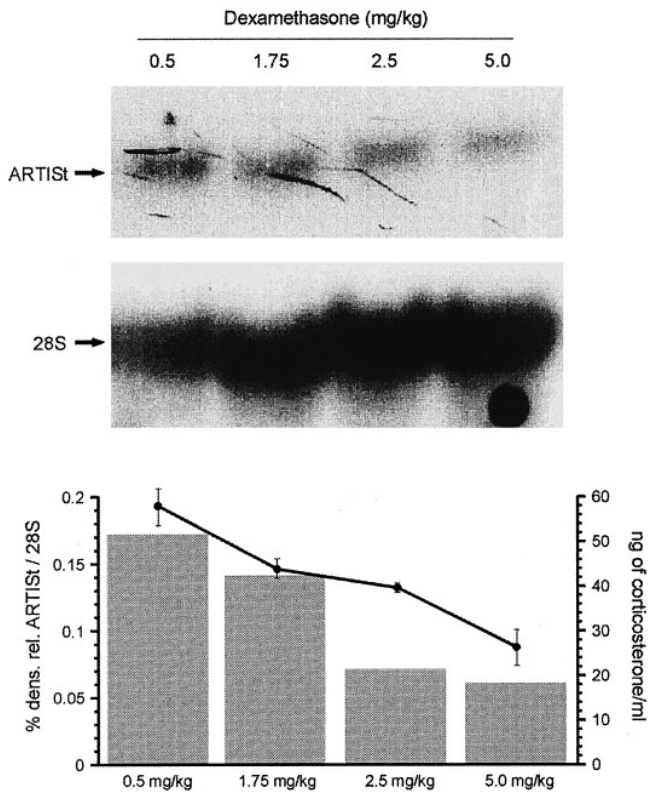 Dexamethasone (mg/kg)
0.5 1.75 2.5 5.0
ARTISt
28S
0.2
0.15
0.1
0.05
0
% dens. rel. ARTISt / 28S
60
50
40
30
20
10
0
ng of corticosterone/ml
0.5 mg/kg 1.75 mg/kg 2.5 mg/kg 5.0 mg/kg